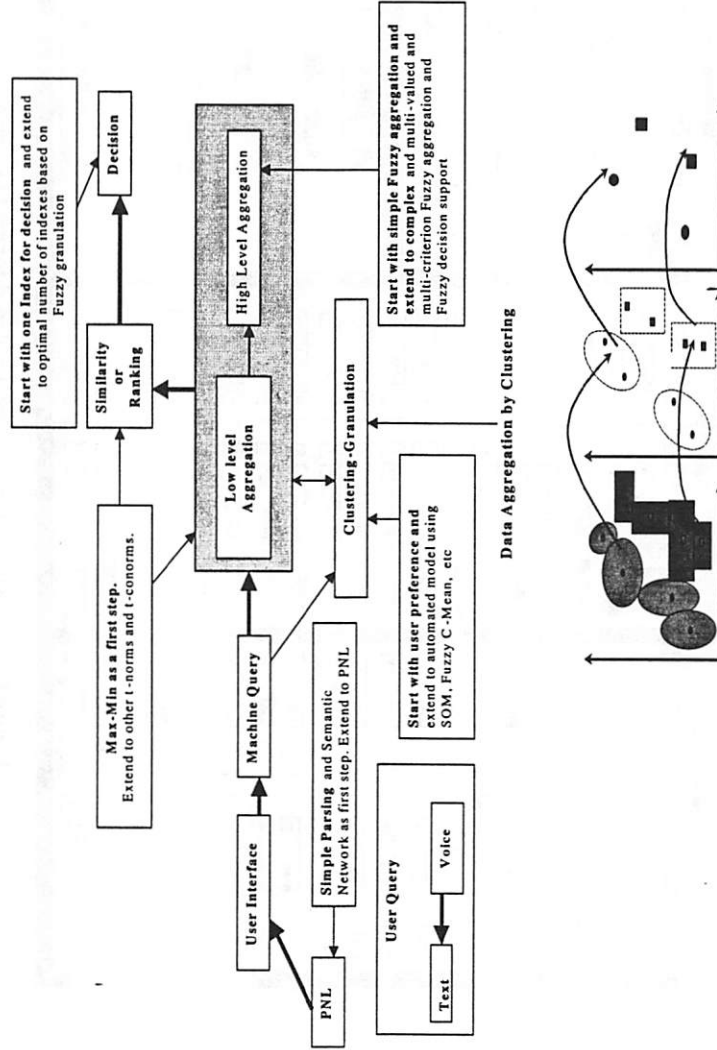 Start with one Index for decision and extend
to optimal number of indexes based on
Fuzzy granulation
Max-Min as a first step.
Extend to other t-norms and t-conorms.
Similarity
or
Ranking
Decision
PNL
User Interface
Machine Query
Low level
Aggregation
High Level Aggregation
Simple Parsing and Semantic
Network as first step. Extend to PNL
Clustering-Granulation
User Query
Text
Voice
Start with user preference and
extend to automated model using
SOM, Fuzzy C-Mean, etc
Start with simple Fuzzy aggregation and
extend to complex and multi-valued and
multi-criterion Fuzzy aggregation and
Fuzzy decision support
Data Aggregation by Clustering